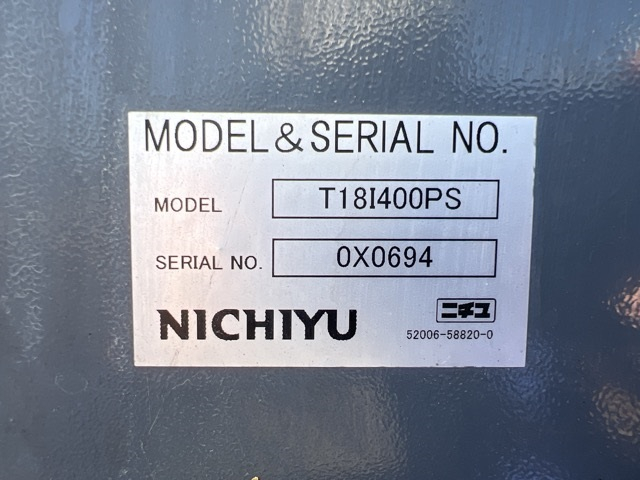 MODEL & SERIAL NO.
MODEL T18I400PS
SERIAL NO. 0X0694
NICHIYU ニチユ
52006-58820-0